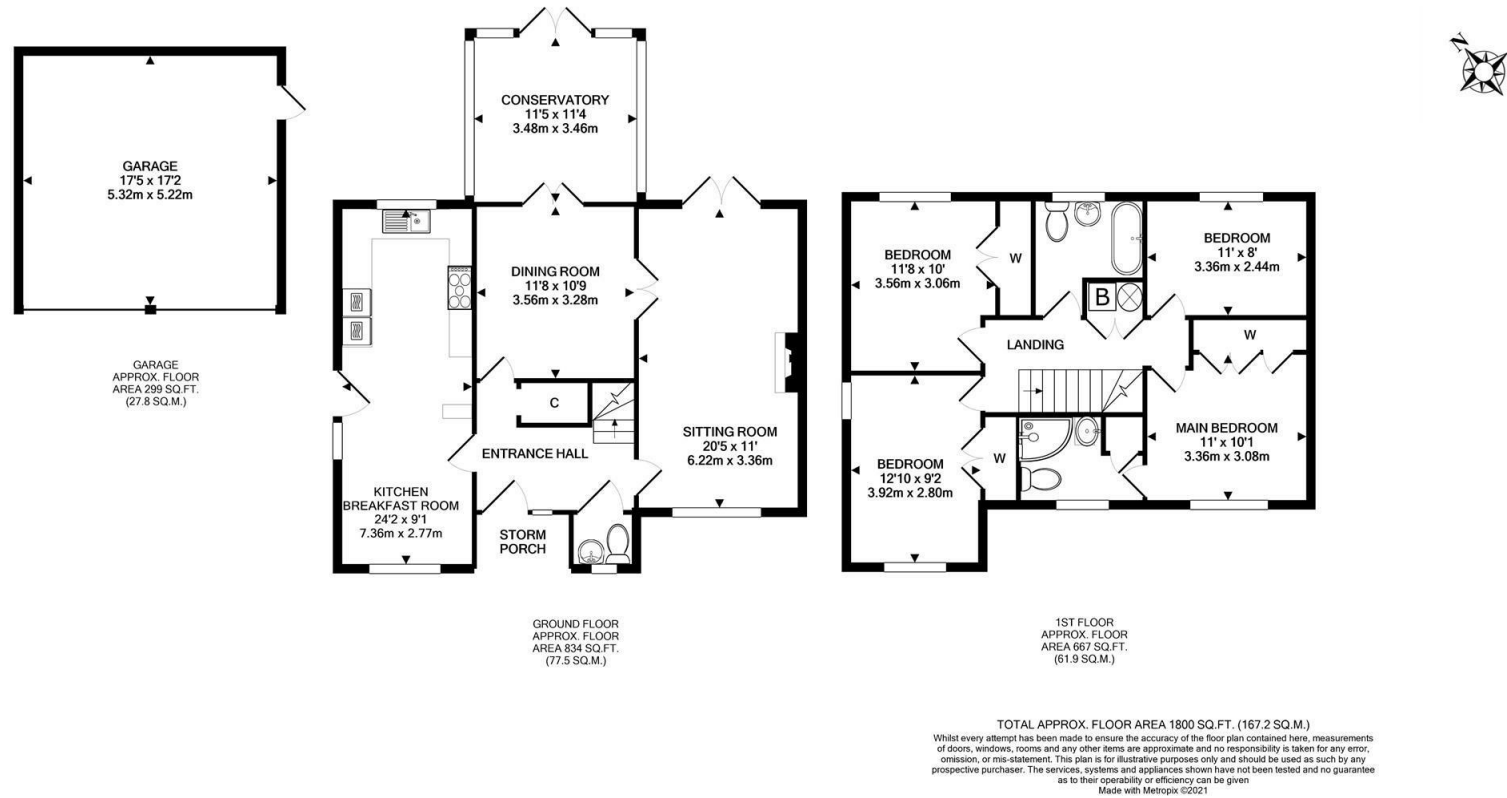 N
GARAGE
17'5 x 17'2
5.32m x 5.22m
GARAGE
APPROX. FLOOR
AREA 299 SQ.FT.
(27.8 SQ.M.)
CONSERVATORY
11'5 x 11'4
3.48m x 3.46m
DINING ROOM
11'8 x 10'9
3.56m x 3.28m
C
ENTRANCE HALL
SITTING ROOM
20'5 x 11'
6.22m x 3.36m
KITCHEN
BREAKFAST ROOM
24'2 x 9'1
7.36m x 2.77m
STORM
PORCH
GROUND FLOOR
APPROX. FLOOR
AREA 834 SQ.FT.
(77.5 SQ.M.)
BEDROOM
11'8 x 10'
3.56m x 3.06m
W
B
BEDROOM
11' x 8'
3.36m x 2.44m
LANDING
W
MAIN BEDROOM
11' x 10'1
3.36m x 3.08m
BEDROOM
12'10 x 9'2
3.92m x 2.80m
W
1ST FLOOR
APPROX. FLOOR
AREA 667 SQ.FT.
(61.9 SQ.M.)
TOTAL APPROX. FLOOR AREA 1800 SQ.FT. (167.2 SQ.M.)
Whilst every attempt has been made to ensure the accuracy of the floor plan contained here, measurements
of doors, windows, rooms and any other items are approximate and no responsibility is taken for any error,
omission, or mis-statement. This plan is for illustrative purposes only and should be used as such by any
prospective purchaser. The services, systems and appliances shown have not been tested and no guarantee
as to their operability or efficiency can be given
Made with Metropix ©2021